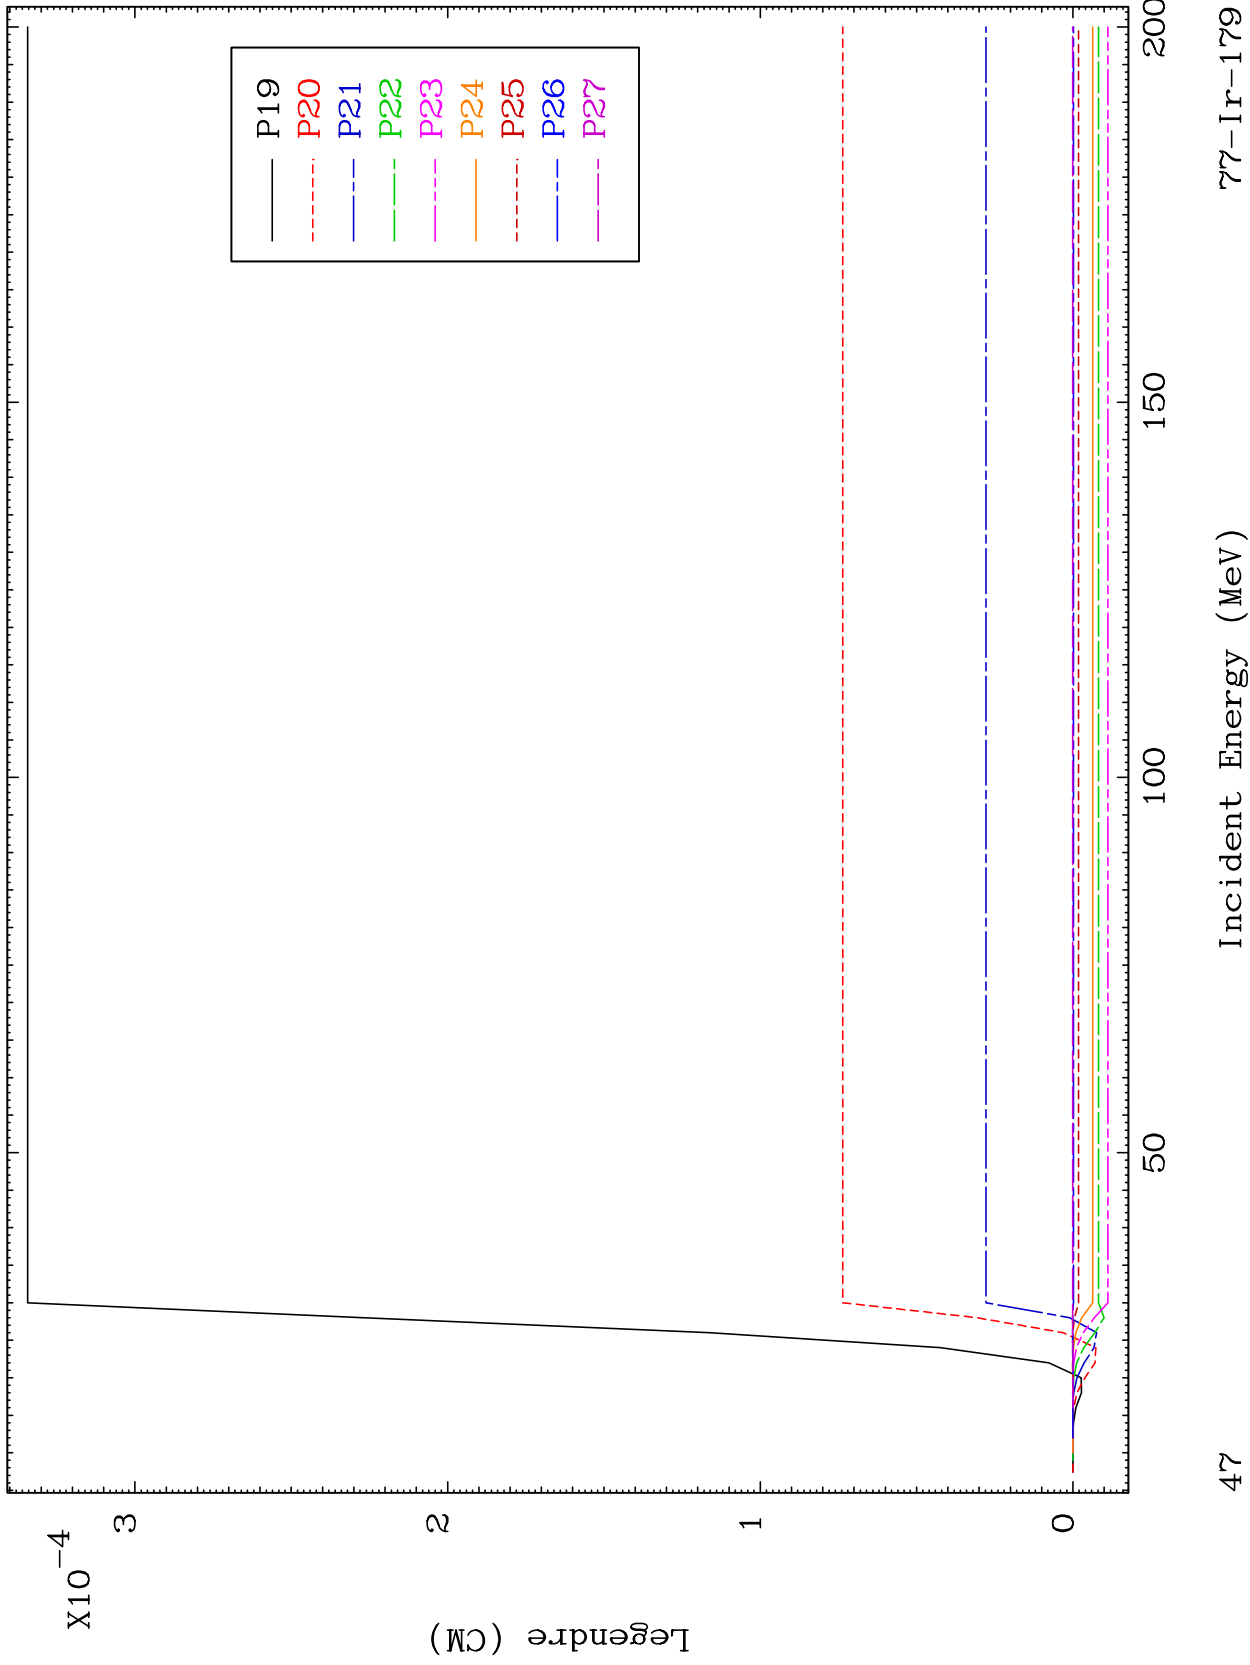 X10-4
Legendre (CM)
3
2
1
0
P19
P20
P21
P22
P23
P24
P25
P26
P27
50
100
150
200
Incident Energy (MeV)
47
77-Ir-179